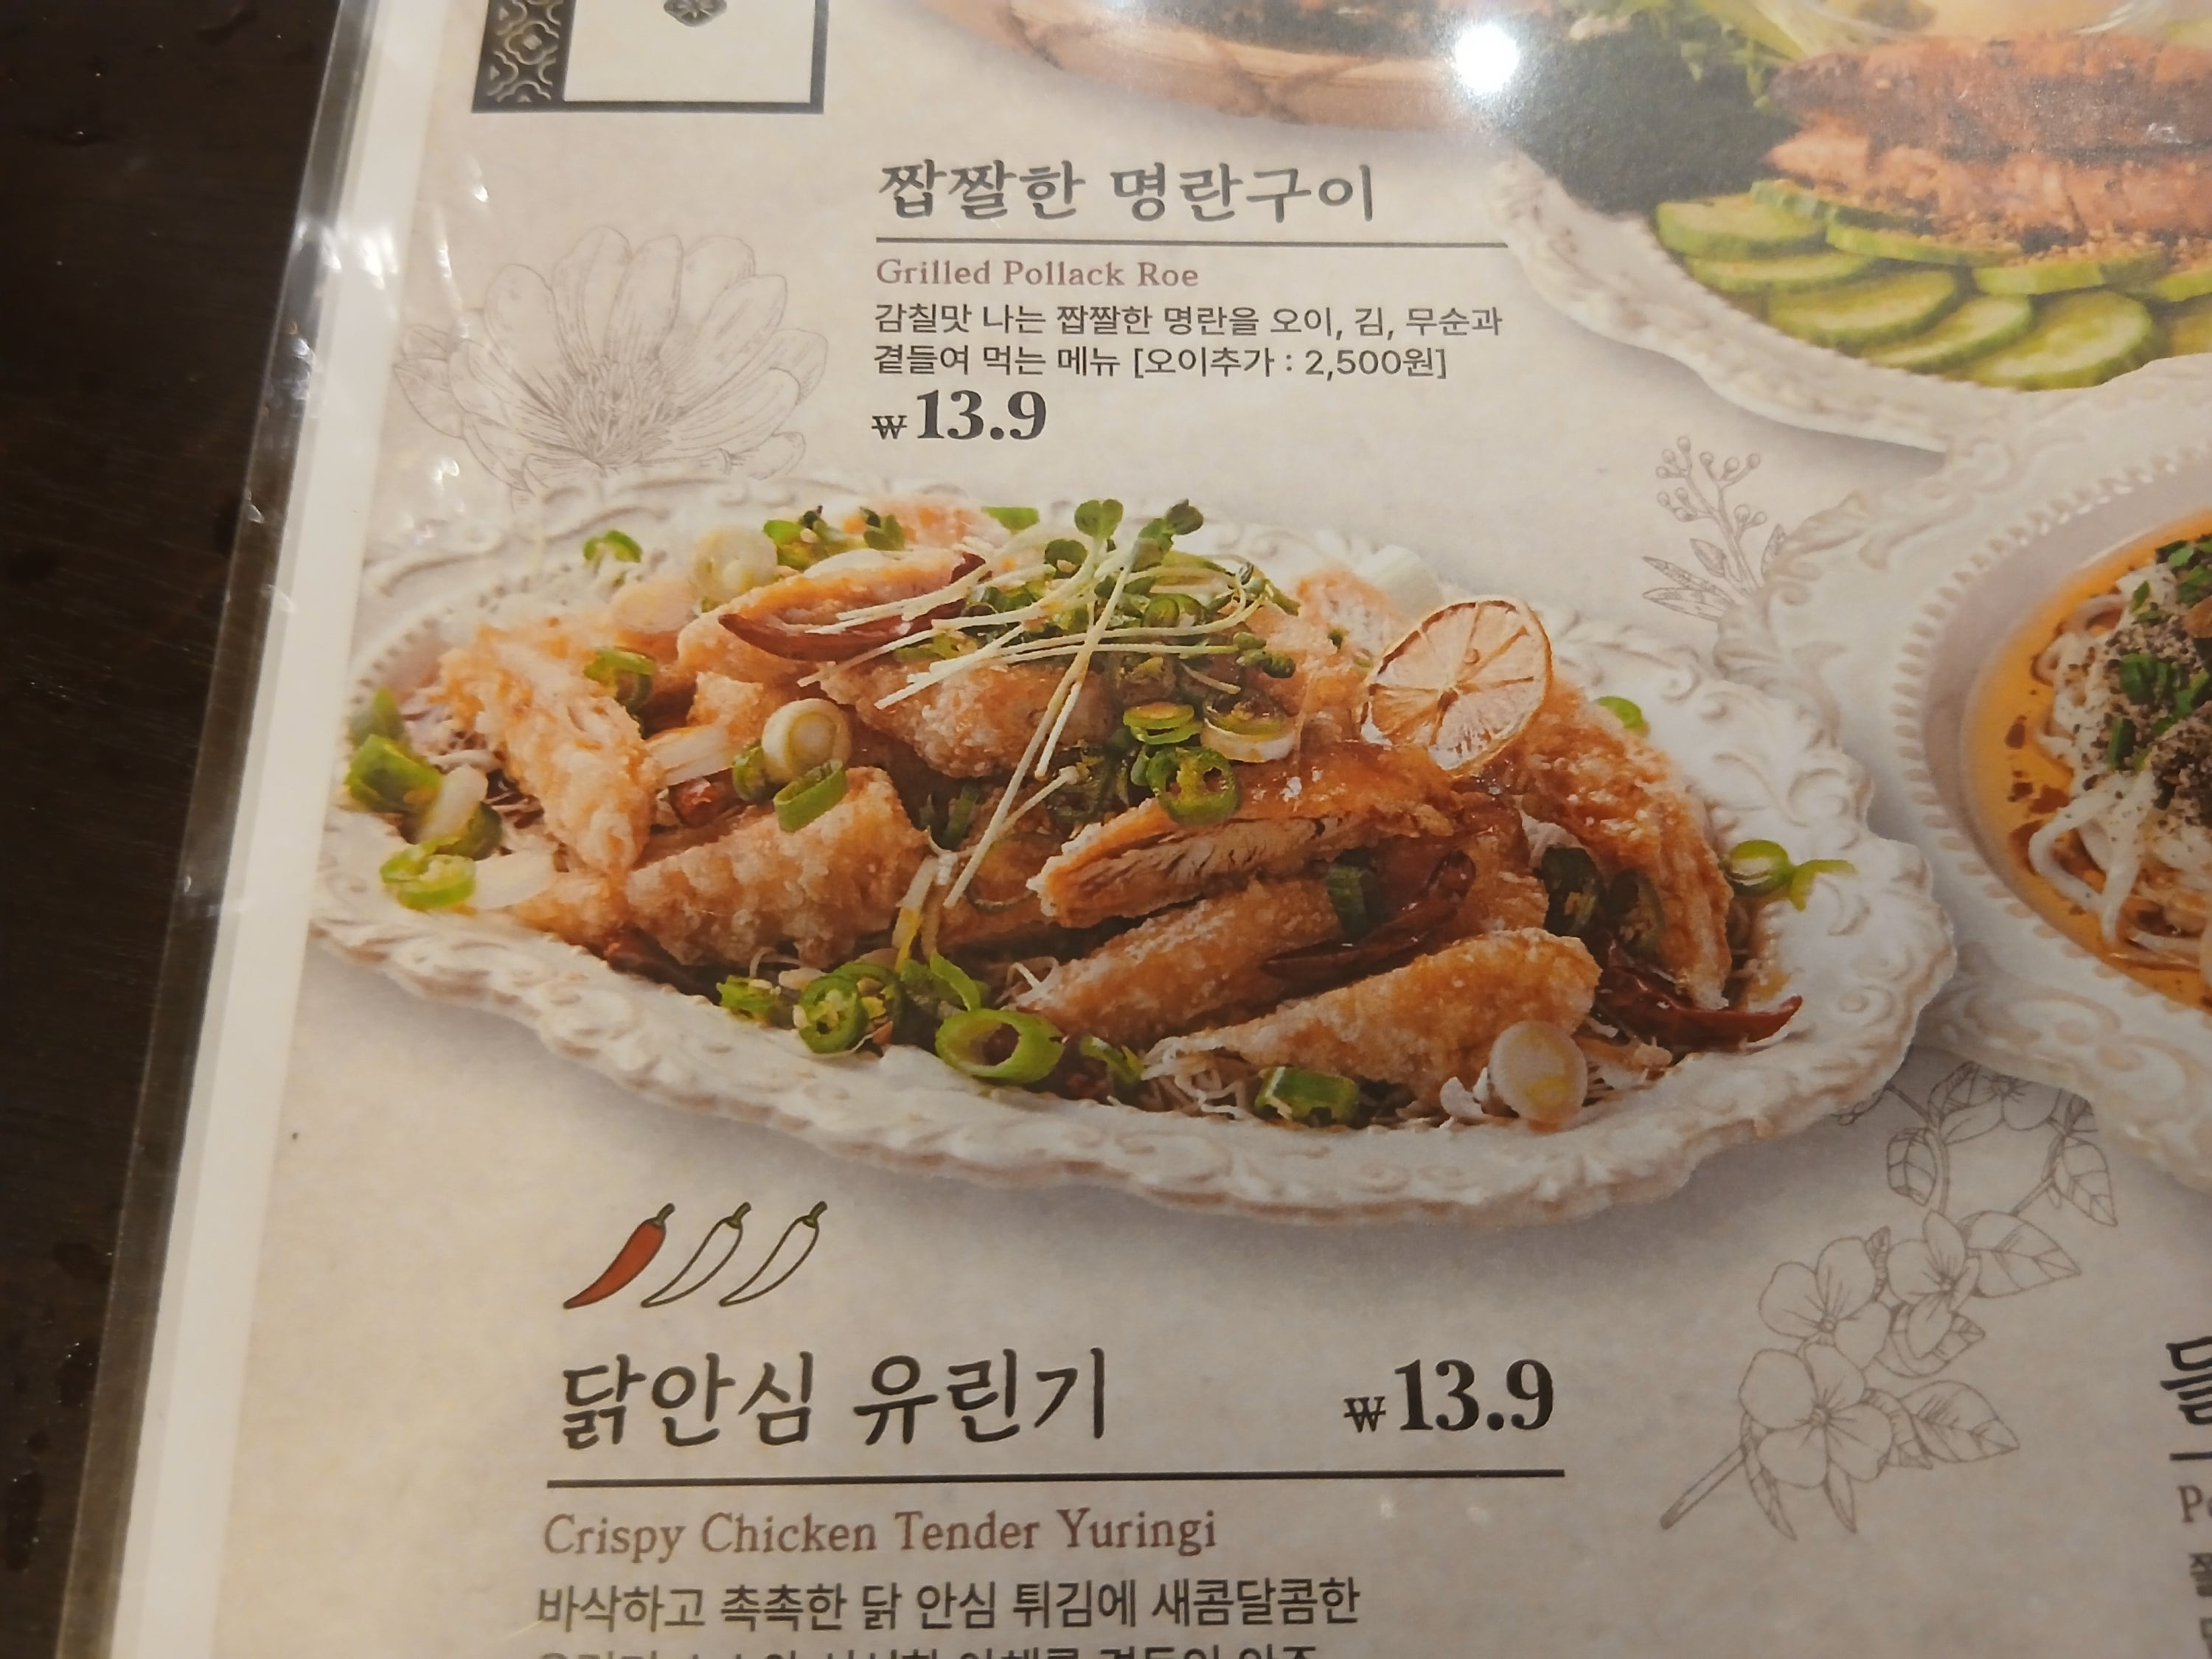 짭짤한 명란구이
Grilled Pollack Roe
감칠맛 나는 짭짤한 명란을 오이, 김, 무순과
곁들여 먹는 메뉴 [오이추가 : 2,500원]
₩13.9
닭안심 유린기 ₩13.9
Crispy Chicken Tender Yuringi
바삭하고 촉촉한 닭 안심 튀김에 새콤달콤한